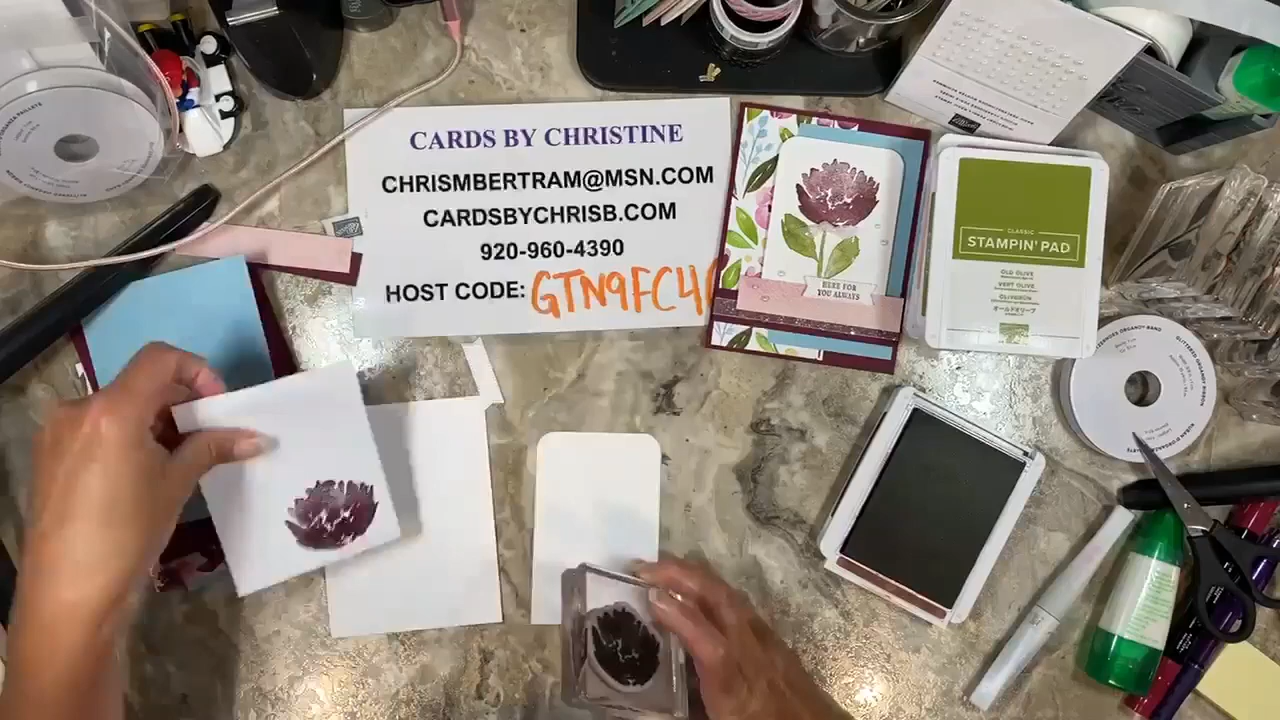 CARDS BY CHRISTINE
CHRISMBERTRAM@MSN.COM
CARDSBYCHRISB.COM
920-960-4390
HOST CODE: GTN9FC4
HERE FOR
YOU ALWAYS
CLASSIC
STAMPIN' PAD
OLD OLIVE
VERT OLIVE
OLIVGRÜN
オールドオリーブ